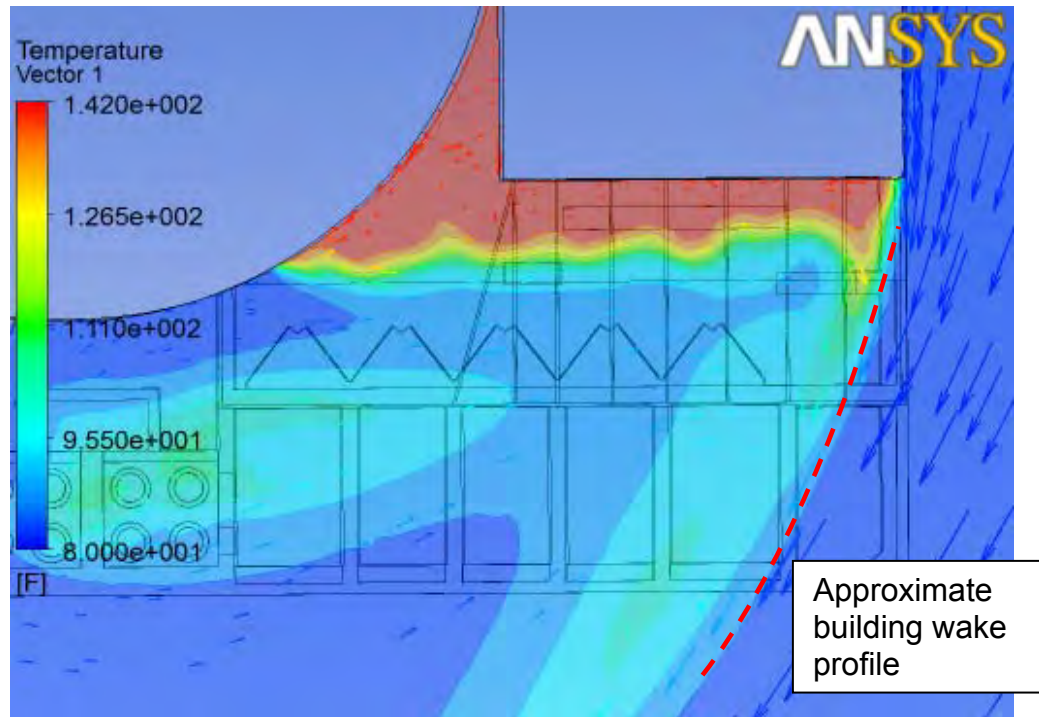 ANSYS
Temperature
Vector 1
1.420e+002
1.265e+002
1.110e+002
9.550e+001
8.000e+001
[F]
Approximate
building wake
profile